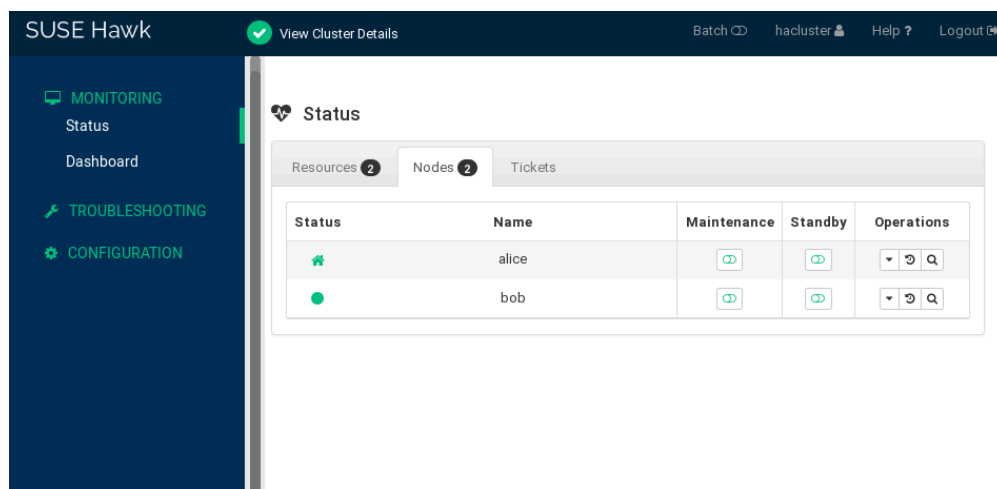 SUSE Hawk
View Cluster Details
Batch
hacluster
Help ?
Logout
MONITORING
Status
Dashboard
TROUBLESHOOTING
CONFIGURATION
Status
Resources 2 Nodes 2 Tickets
Status Name Maintenance Standby Operations
alice
bob